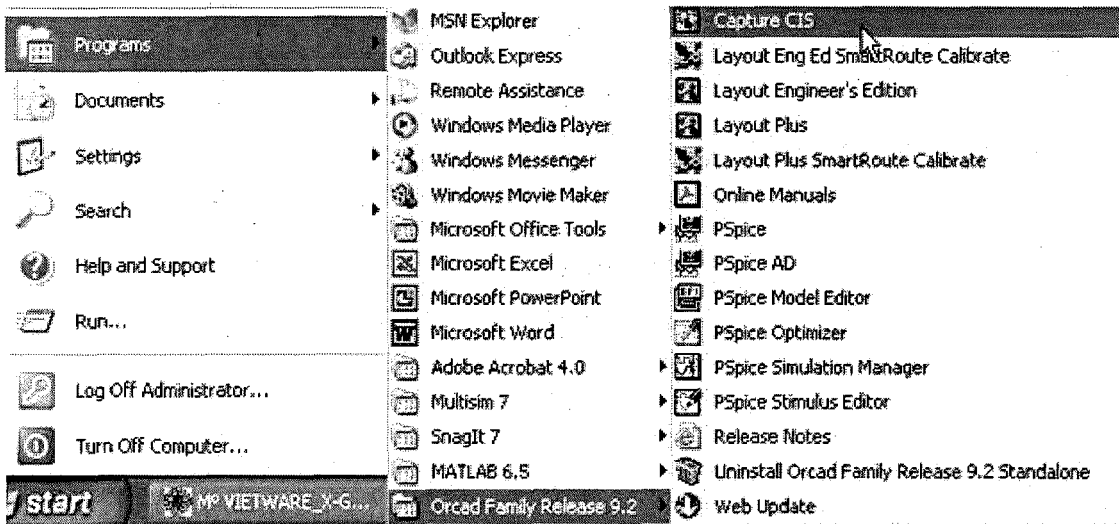 Programs
Documents
Settings
Search
Help and Support
Run...
Log Off Administrator...
Turn Off Computer...
start
Mº VIETWARE_X-G...
MSN Explorer
Outlook Express
Remote Assistance
Windows Media Player
Windows Messenger
Windows Movie Maker
Microsoft Office Tools
Microsoft Excel
Microsoft PowerPoint
Microsoft Word
Adobe Acrobat 4.0
Multisim 7
SnagIt 7
MATLAB 6.5
Orcad Family Release 9.2
Capture CIS
Layout Eng Ed SmartRoute Calibrate
Layout Engineer's Edition
Layout Plus
Layout Plus SmartRoute Calibrate
Online Manuals
PSpice
PSpice AD
PSpice Model Editor
PSpice Optimizer
PSpice Simulation Manager
PSpice Stimulus Editor
Release Notes
Uninstall Orcad Family Release 9.2 Standalone
Web Update